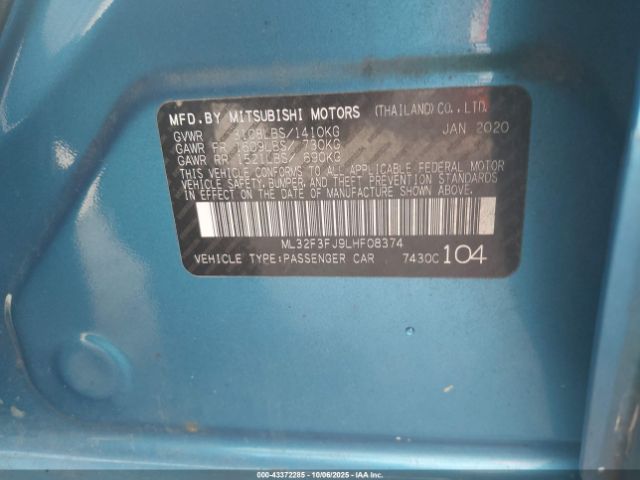 MFD.BY MITSUBISHI MOTORS (THAILAND)CO.,LTD.
GVWR 3108LBS/1410KG JAN 2020
GAWR FR 1609LBS/ 730KG
GAWR RR 1521LBS/ 690KG
THIS VEHICLE CONFORMS TO ALL APPLICABLE FEDERAL MOTOR
VEHICLE SAFETY,BUMPER,AND THEFT PREVENTION STANDARDS
IN EFFECT ON THE DATE OF MANUFACTURE SHOWN ABOVE.
ML32F3FJ9LHF08374
VEHICLE TYPE:PASSENGER CAR 7430C 104
000-43372285 - 10/06/2025 - © IAA Holdings, LLC